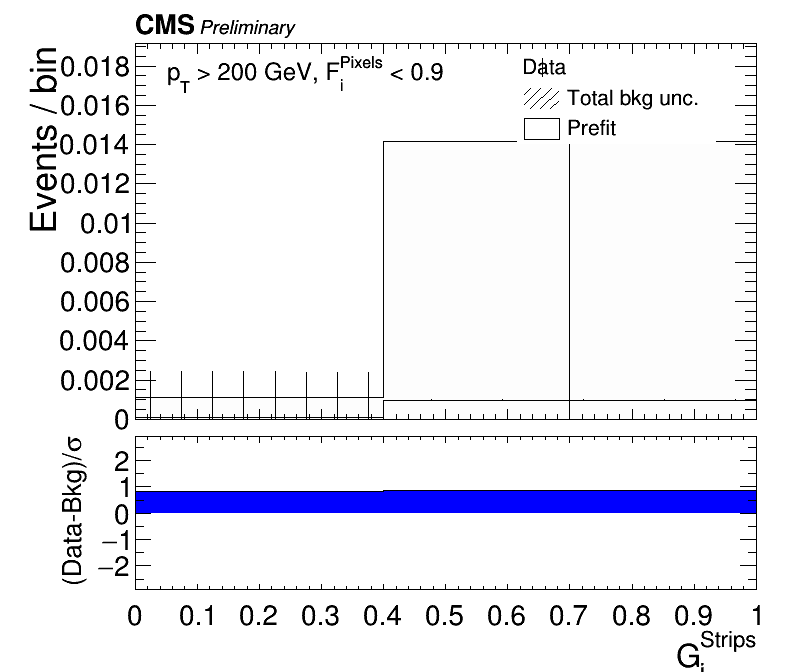 CMS Preliminary
Events / bin
p_T > 200 GeV, F_i^Pixels < 0.9
Data
Total bkg unc.
Prefit
0.018
0.016
0.014
0.012
0.01
0.008
0.006
0.004
0.002
0
(Data-Bkg)/σ
2
1
0
−1
−2
0 0.1 0.2 0.3 0.4 0.5 0.6 0.7 0.8 0.9 1
G_i^Strips